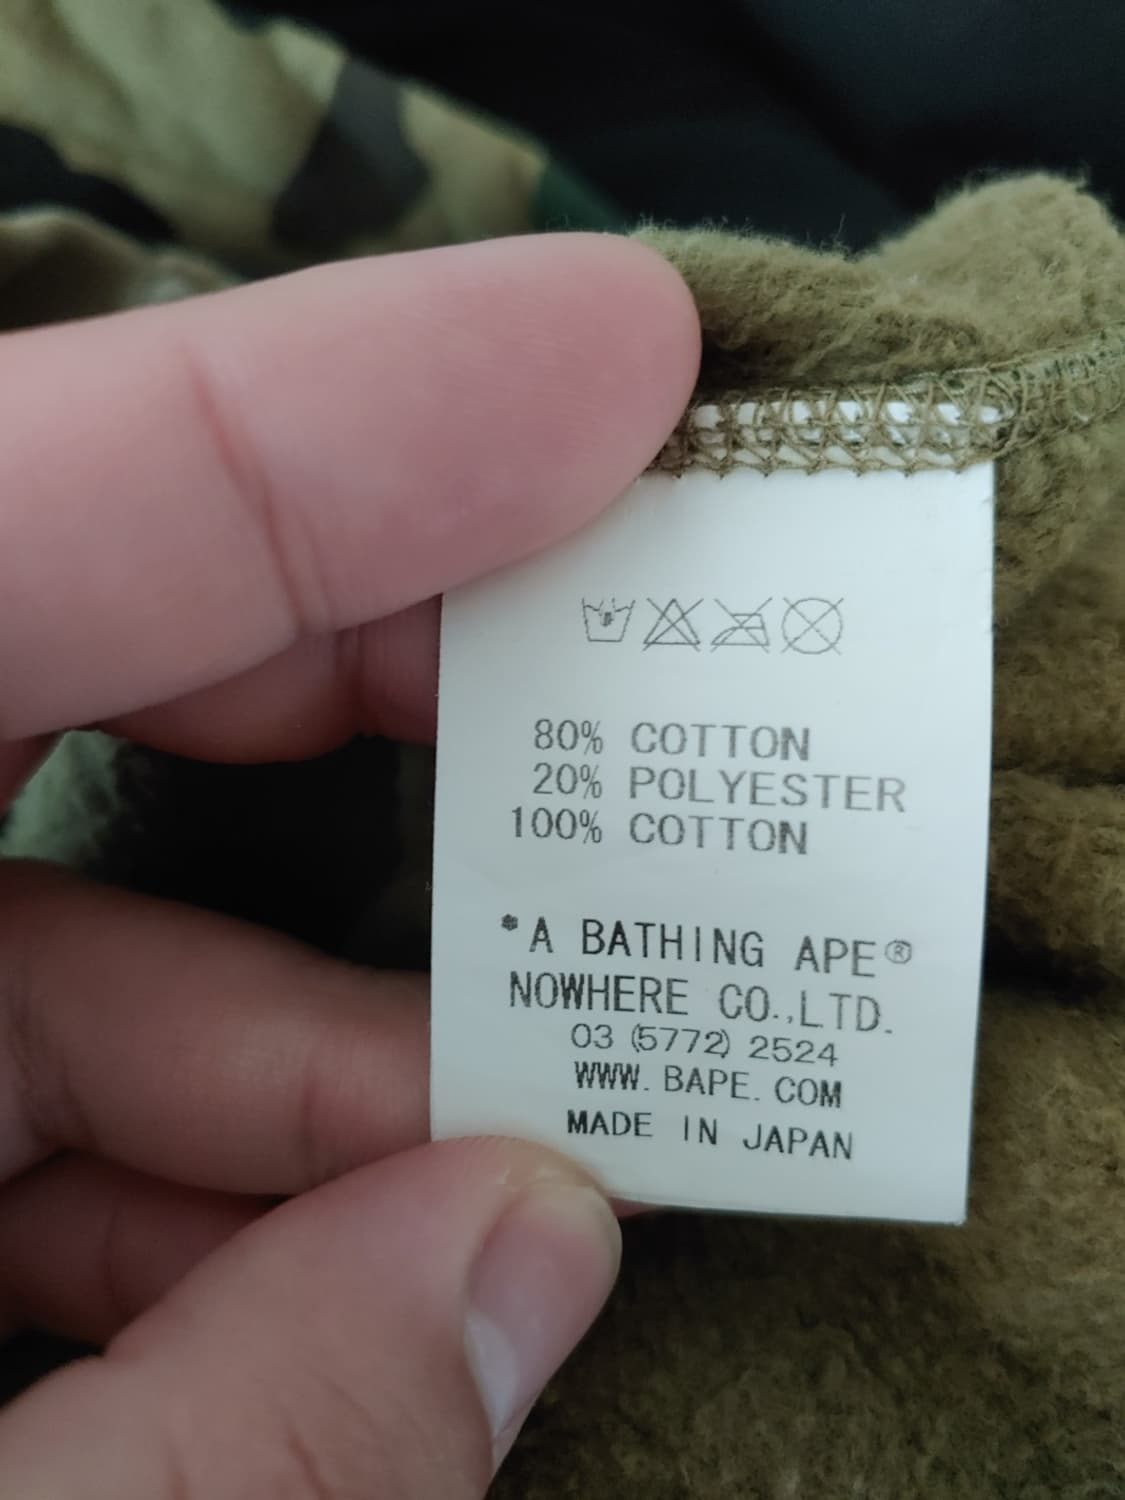 80% COTTON
20% POLYESTER
100% COTTON
*A BATHING APE®
NOWHERE CO.,LTD.
03 (5772) 2524
WWW. BAPE. COM
MADE IN JAPAN